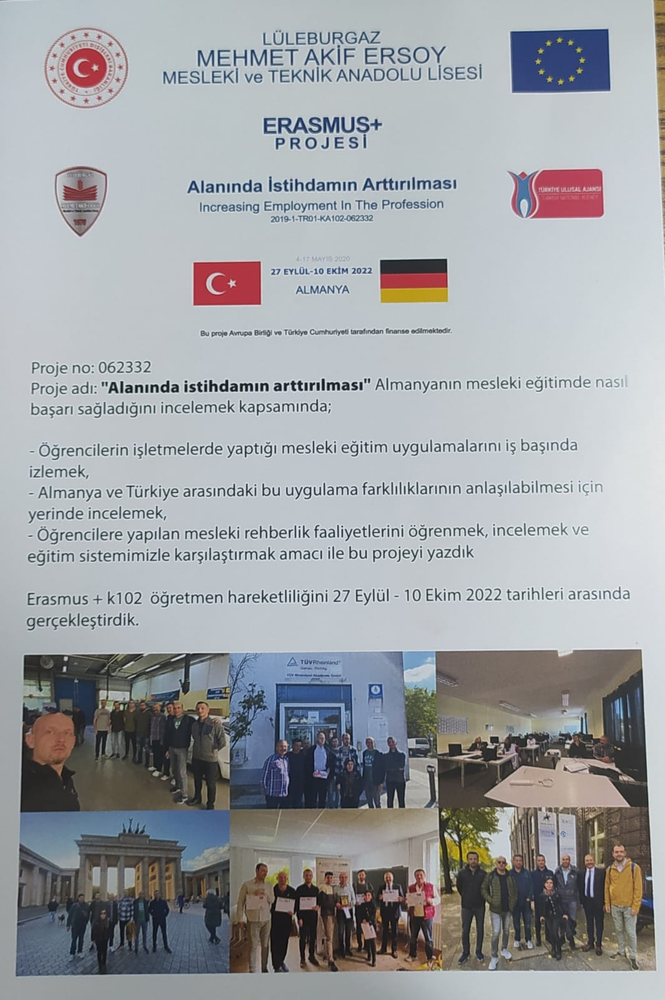 LÜLEBURGAZ
MEHMET AKİF ERSOY
MESLEKİ ve TEKNİK ANADOLU LİSESİ
ERASMUS+
PROJESİ
Alanında İstihdamın Arttırılması
Increasing Employment In The Profession
2019-1-TR01-KA102-062332
TÜRKİYE ULUSAL AJANSI
TURKISH NATIONAL AGENCY
4-17 MAYIS 2020
27 EYLÜL-10 EKİM 2022
ALMANYA
Bu proje Avrupa Birliği ve Türkiye Cumhuriyeti tarafından finanse edilmektedir.
Proje no: 062332
Proje adı: "Alanında istihdamın arttırılması" Almanyanın mesleki eğitimde nasıl
başarı sağladığını incelemek kapsamında;
- Öğrencilerin işletmelerde yaptığı mesleki eğitim uygulamalarını iş başında
izlemek,
- Almanya ve Türkiye arasındaki bu uygulama farklılıklarının anlaşılabilmesi için
yerinde incelemek,
- Öğrencilere yapılan mesleki rehberlik faaliyetlerini öğrenmek, incelemek ve
eğitim sistemimizle karşılaştırmak amacı ile bu projeyi yazdık
Erasmus + k102 öğretmen hareketliliğini 27 Eylül - 10 Ekim 2022 tarihleri arasında
gerçekleştirdik.
TÜVRheinland
Genau. Richtig.
TÜV Rheinland Akademie GmbH